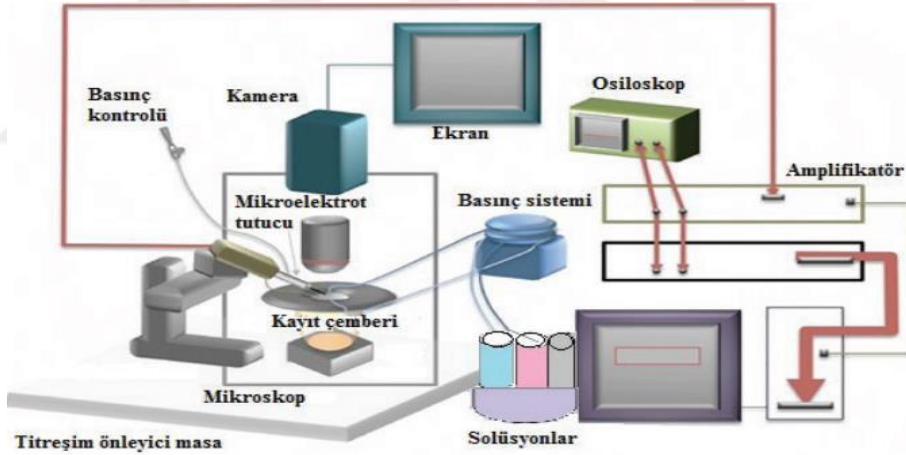 Basınç
kontrolü
Kamera
Ekran
Osiloskop
Amplifikatör
Mikroelektrot
tutucu
Basınç sistemi
Kayıt çemberi
Mikroskop
Solüsyonlar
Titreşim önleyici masa